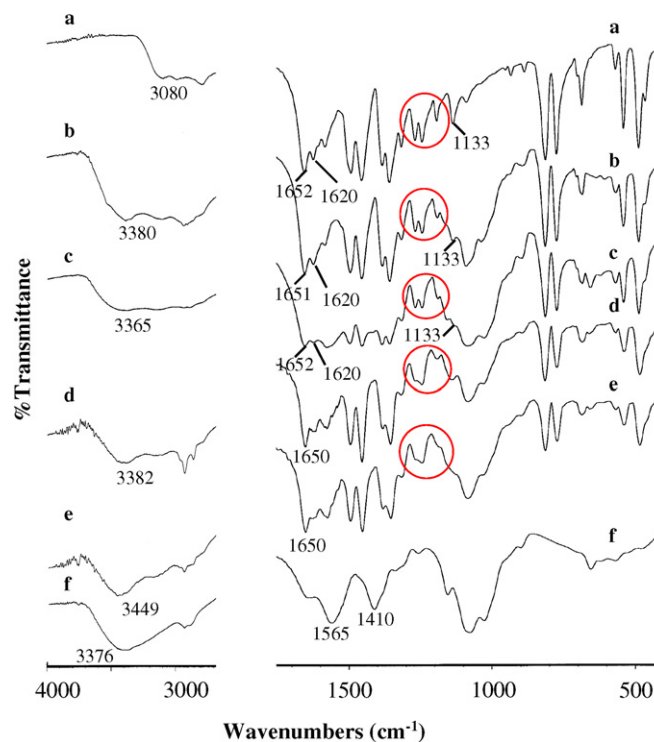 a
3080
b
3380
c
3365
d
3382
e
3449
f
3376
a
1652
1620
1133
b
1651
1620
1133
c
1652
1620
1133
d
1650
e
1650
f
1565
1410
%Transmittance
4000
3000
1500
1000
500
Wavenumbers (cm⁻¹)